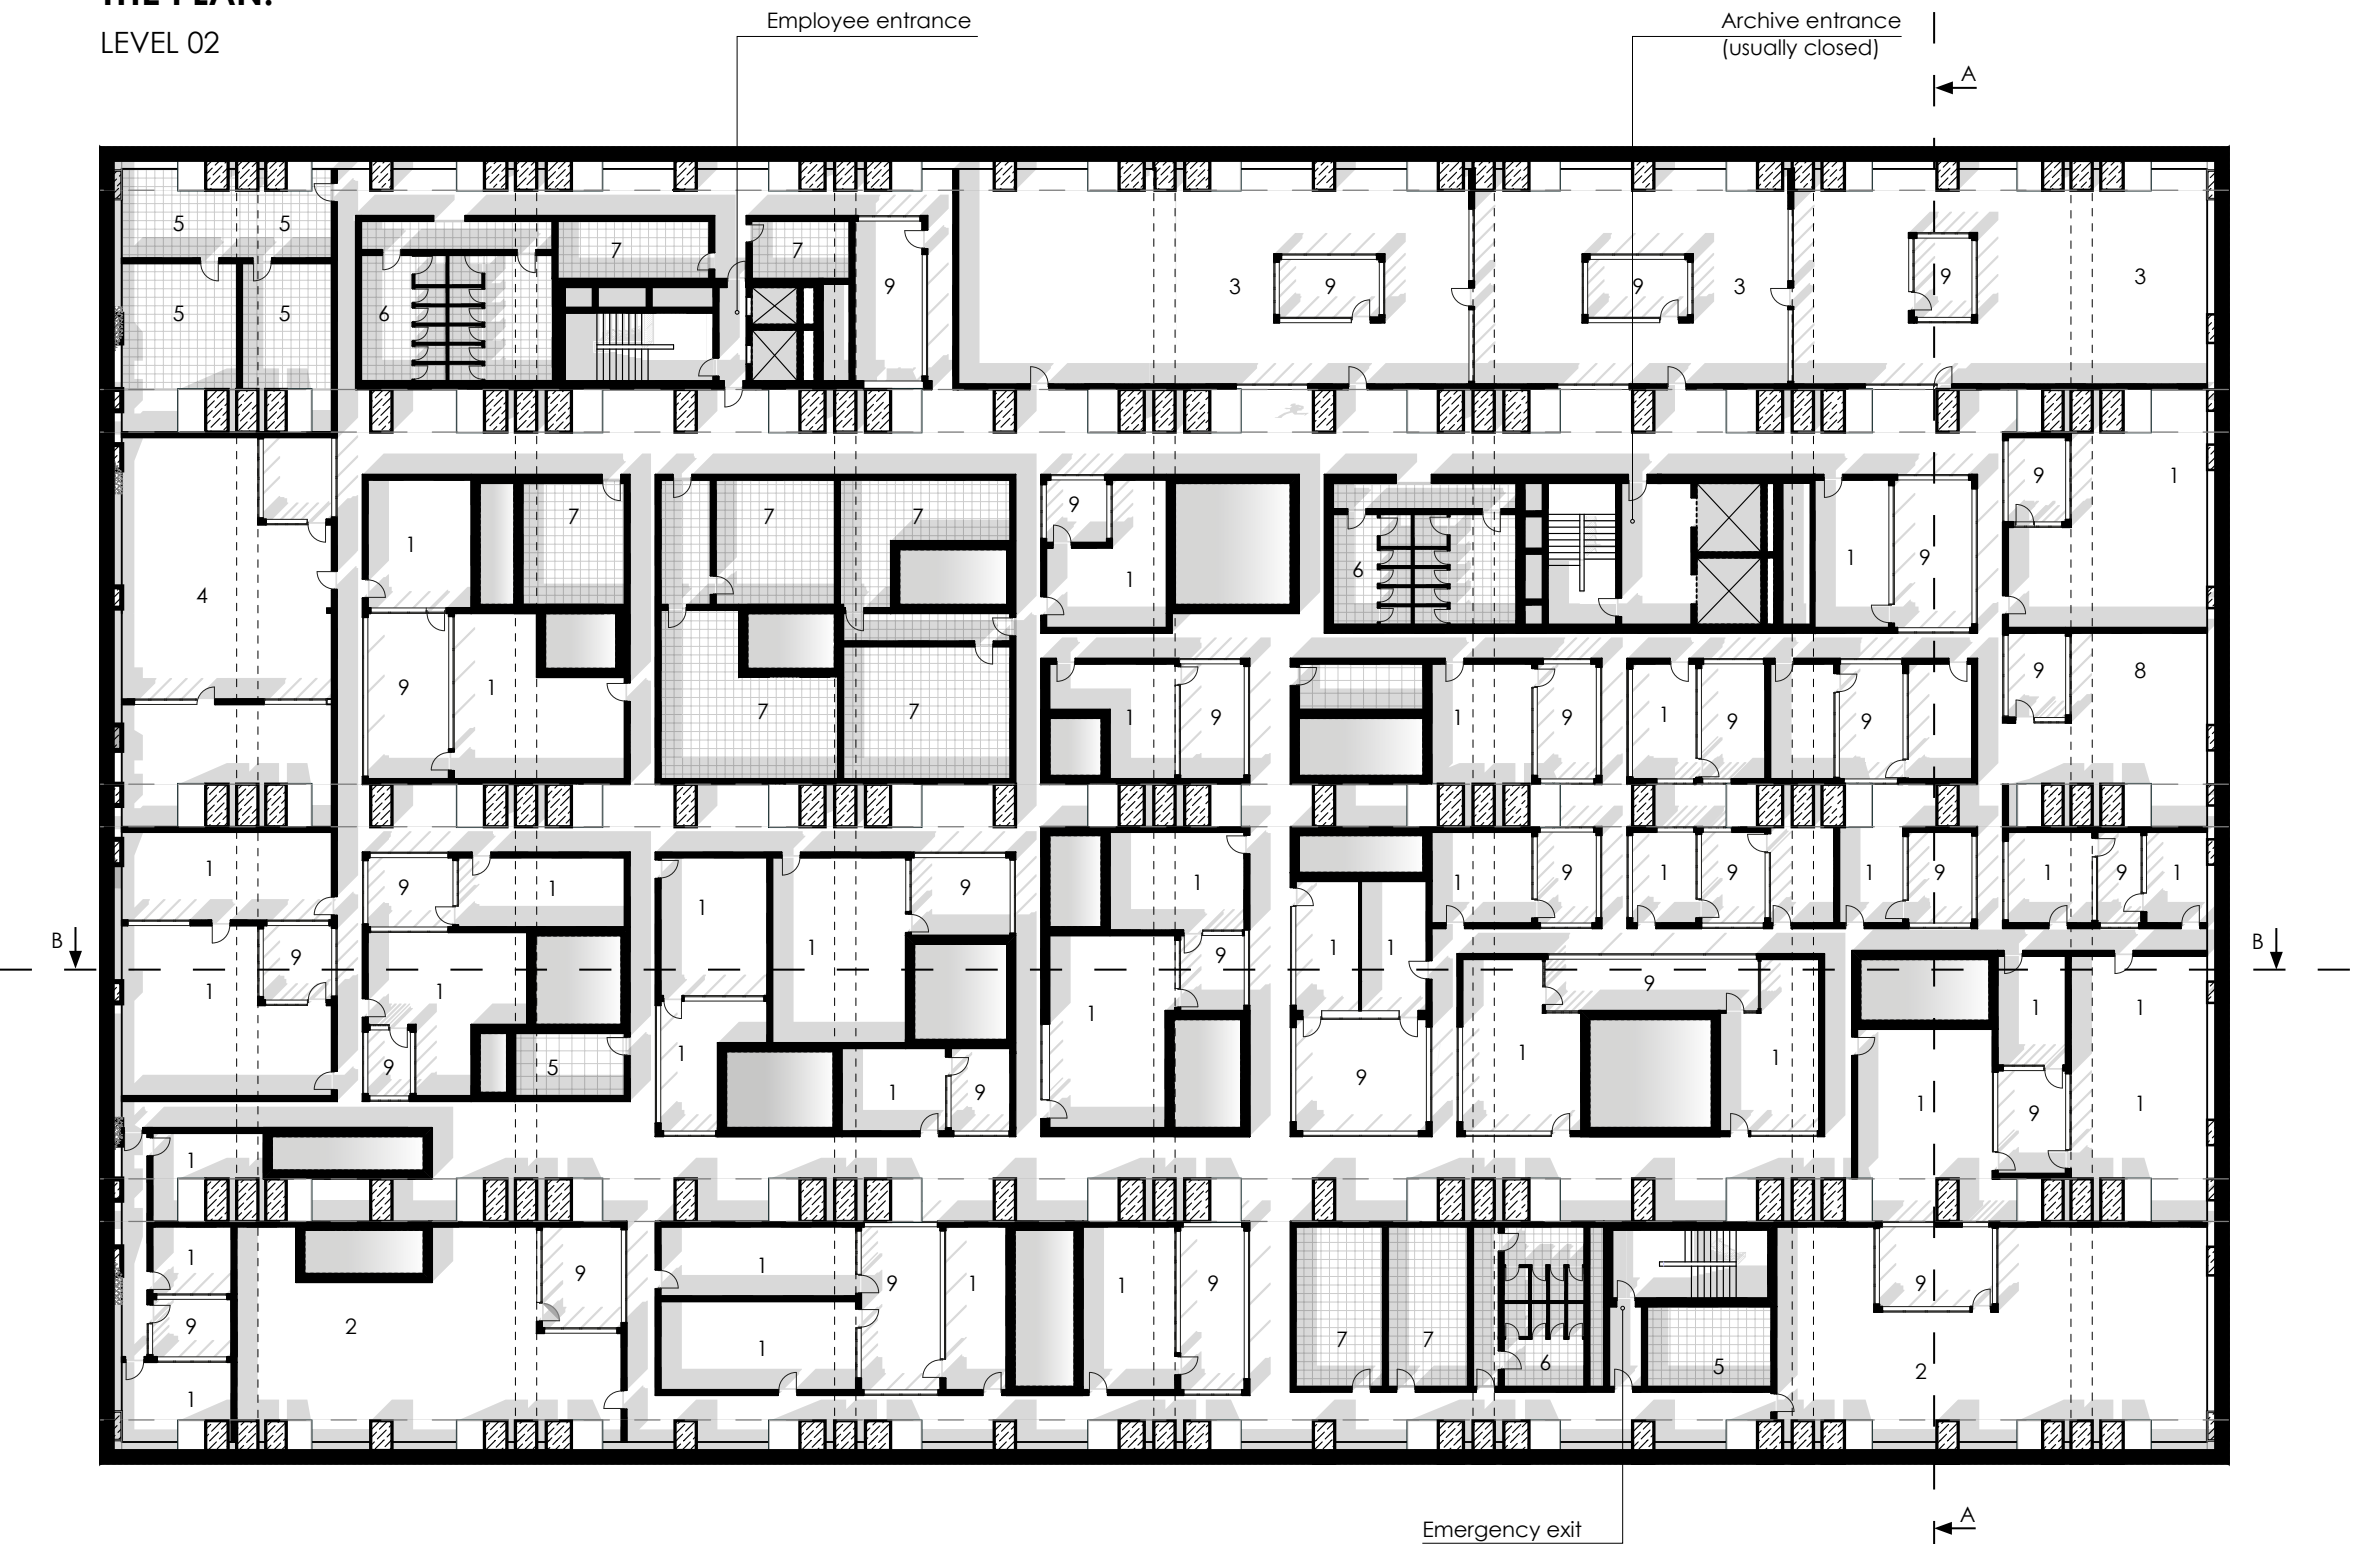 THE PLAN:
LEVEL 02
Employee entrance
Archive entrance
(usually closed)
A
5 5 7 7 9 3 9 9 3 9 3
5 5 6
9 1
7 7 7 9
1 1 6 1 9
4
9 8
9 1 7 7 1 9 1 9 1 9 9
1 9 1 9 1 1 1 9 1 9 1 9 1 9 1
1 1
B B
9 1 1 9 1 1 9
1 1 1 1 1
1 1 1
9 5 1 9 9 1 9 1
1
1 9 1 9 1 1 9 9
9 2 1 7 7 6 5 2
1
Emergency exit
A